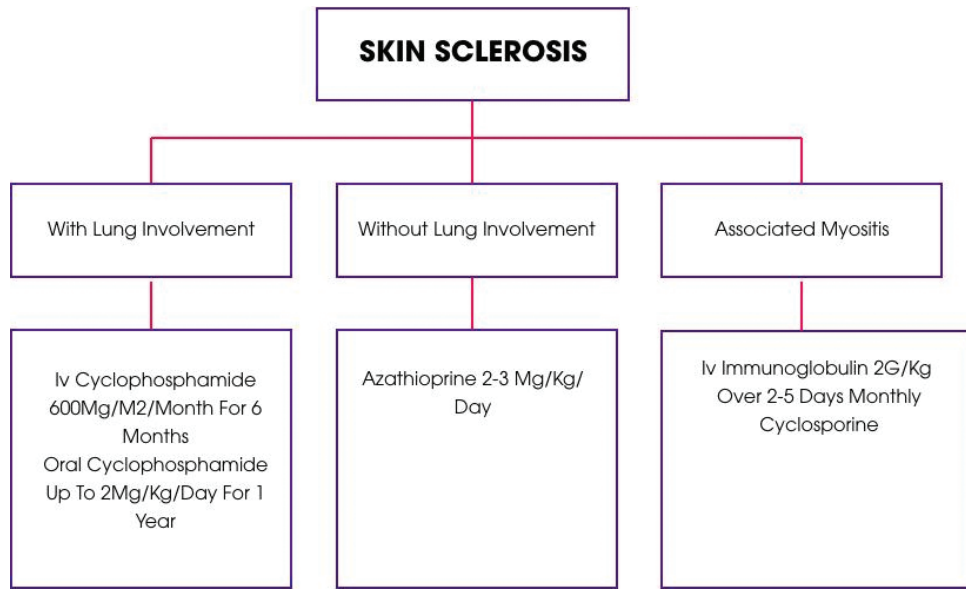 SKIN SCLEROSIS
With Lung Involvement
Without Lung Involvement
Associated Myositis
Iv Cyclophosphamide
600Mg/M2/Month For 6
Months
Oral Cyclophosphamide
Up To 2Mg/Kg/Day For 1
Year
Azathioprine 2-3 Mg/Kg/
Day
Iv Immunoglobulin 2G/Kg
Over 2-5 Days Monthly
Cyclosporine